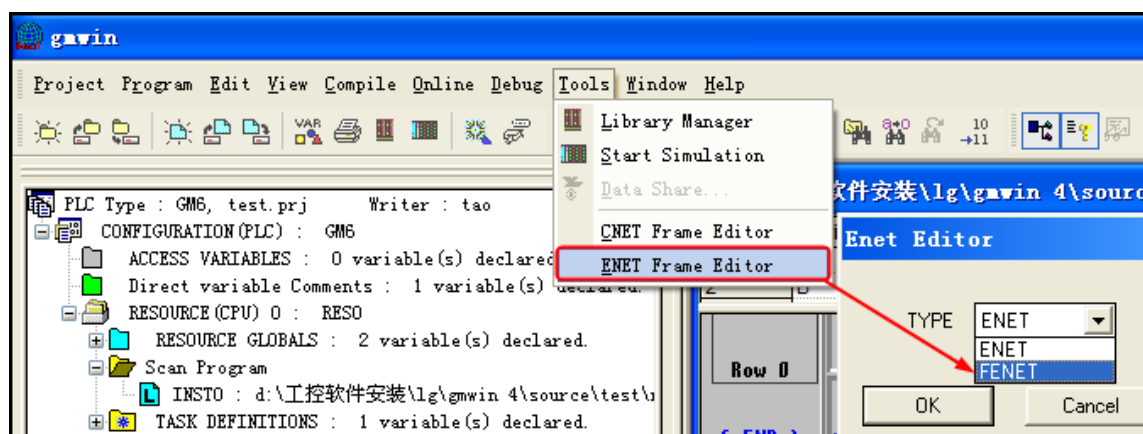 gmwin
Project Program Edit View Compile Online Debug Tools Window Help
VAR
a→o
10
→11
Library Manager
Start Simulation
Data Share...
CNET Frame Editor
ENET Frame Editor
件安装\lg\gmwin 4\sourc
PLC Type : GM6, test.prj Writer : tao
CONFIGURATION(PLC) : GM6
ACCESS VARIABLES : 0 variable(s) declared
Direct variable Comments : 1 variable(s) declared.
RESOURCE(CPU) 0 : RES0
RESOURCE GLOBALS : 2 variable(s) declared.
Scan Program
INST0 : d:\工控软件安装\lg\gmwin 4\source\test\
TASK DEFINITIONS : 1 variable(s) declared.
2
Row 0
Enet Editor
TYPE ENET
ENET
FENET
OK Cancel